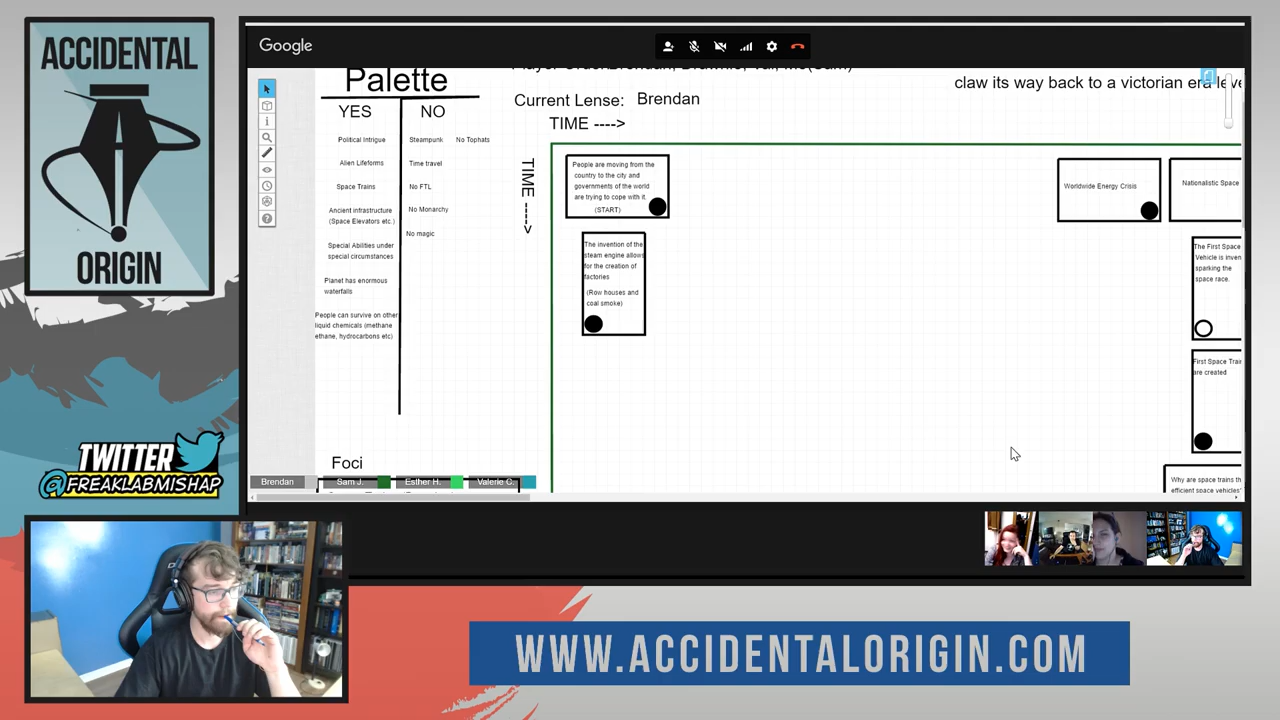 ACCIDENTAL
ORIGIN
TWITTER
@FREAKLABMISHAP
Google
Palette
YES
NO
Political Intrigue
Steampunk
No Tophats
Alien Lifeforms
Time travel
Space Trains
No FTL
Ancient infrastructure
(Space Elevators etc.)
No Monarchy
No magic
Special Abilities under
special circumstances
Planet has enormous
waterfalls
People can survive on other
liquid chemicals (methane
ethane, hydrocarbons etc)
Foci
Brendan
Sam J.
Esther H.
Valerie C.
Current Lense: Brendan
TIME ---->
TIME ---->
claw its way back to a victorian era leve
People are moving from the
country to the city and
governments of the world
are trying to cope with it.
(START)
The invention of the
steam engine allows
for the creation of
factories
(Row houses and
coal smoke)
Worldwide Energy Crisis
Nationalistic Space
The First Space
Vehicle is inven
sparking the
space race.
First Space Trai
are created
Why are space trains th
efficient space vehicles'
WWW.ACCIDENTALORIGIN.COM